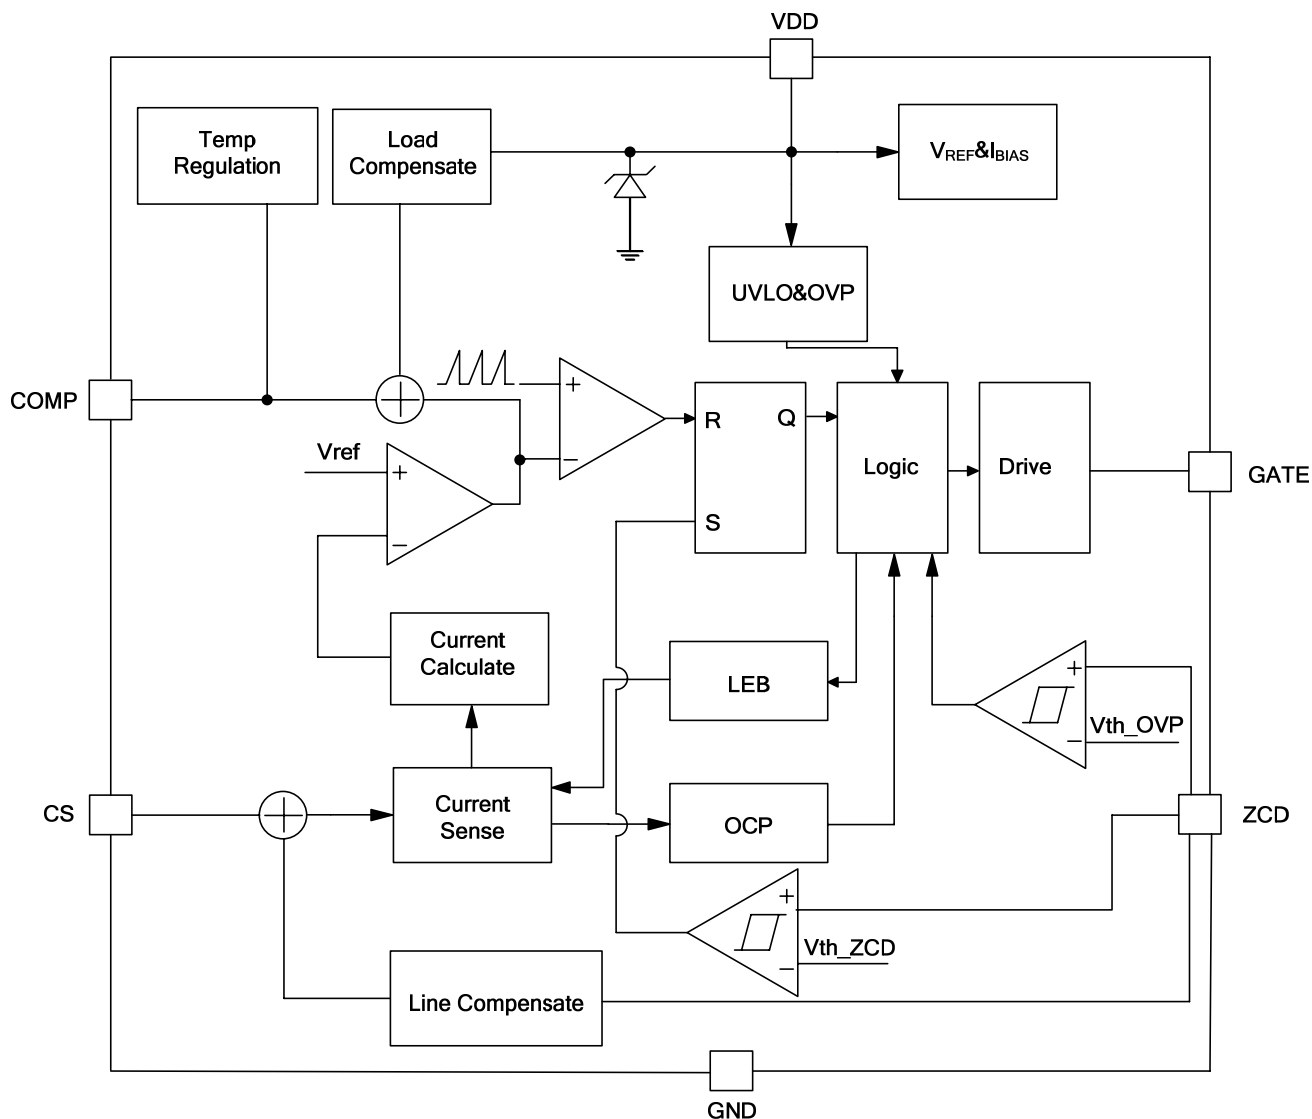 VDD
Temp
Regulation
Load
Compensate
VREF&IBIAS
UVLO&OVP
COMP
+
−
R
Q
S
Logic
Drive
GATE
Vref
+
−
Current
Calculate
LEB
+
−
Vth_OVP
CS
Current
Sense
OCP
ZCD
+
−
Vth_ZCD
Line Compensate
GND